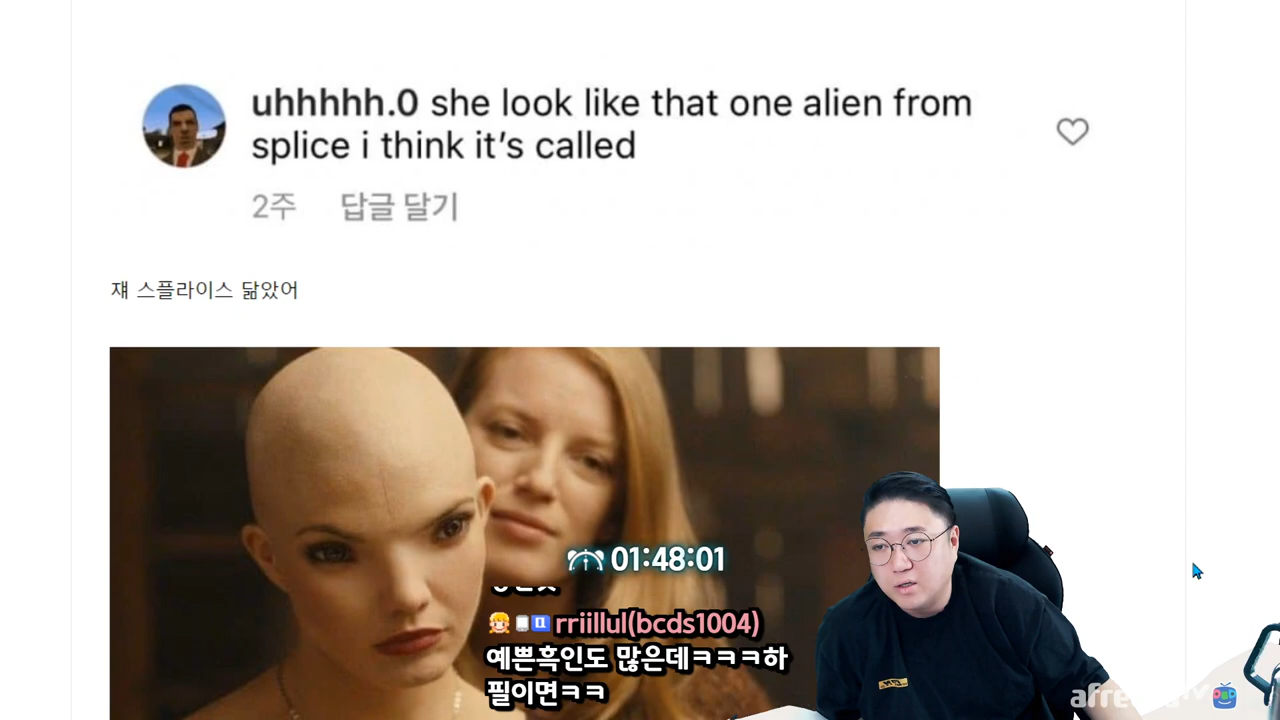 uhhhhh.0 she look like that one alien from
splice i think it's called
2주 답글 달기
쟤 스플라이스 닮았어
01:48:01
rriillul(bcds1004)
예쁜흑인도 많은데ㅋㅋㅋ하
필이면ㅋㅋ